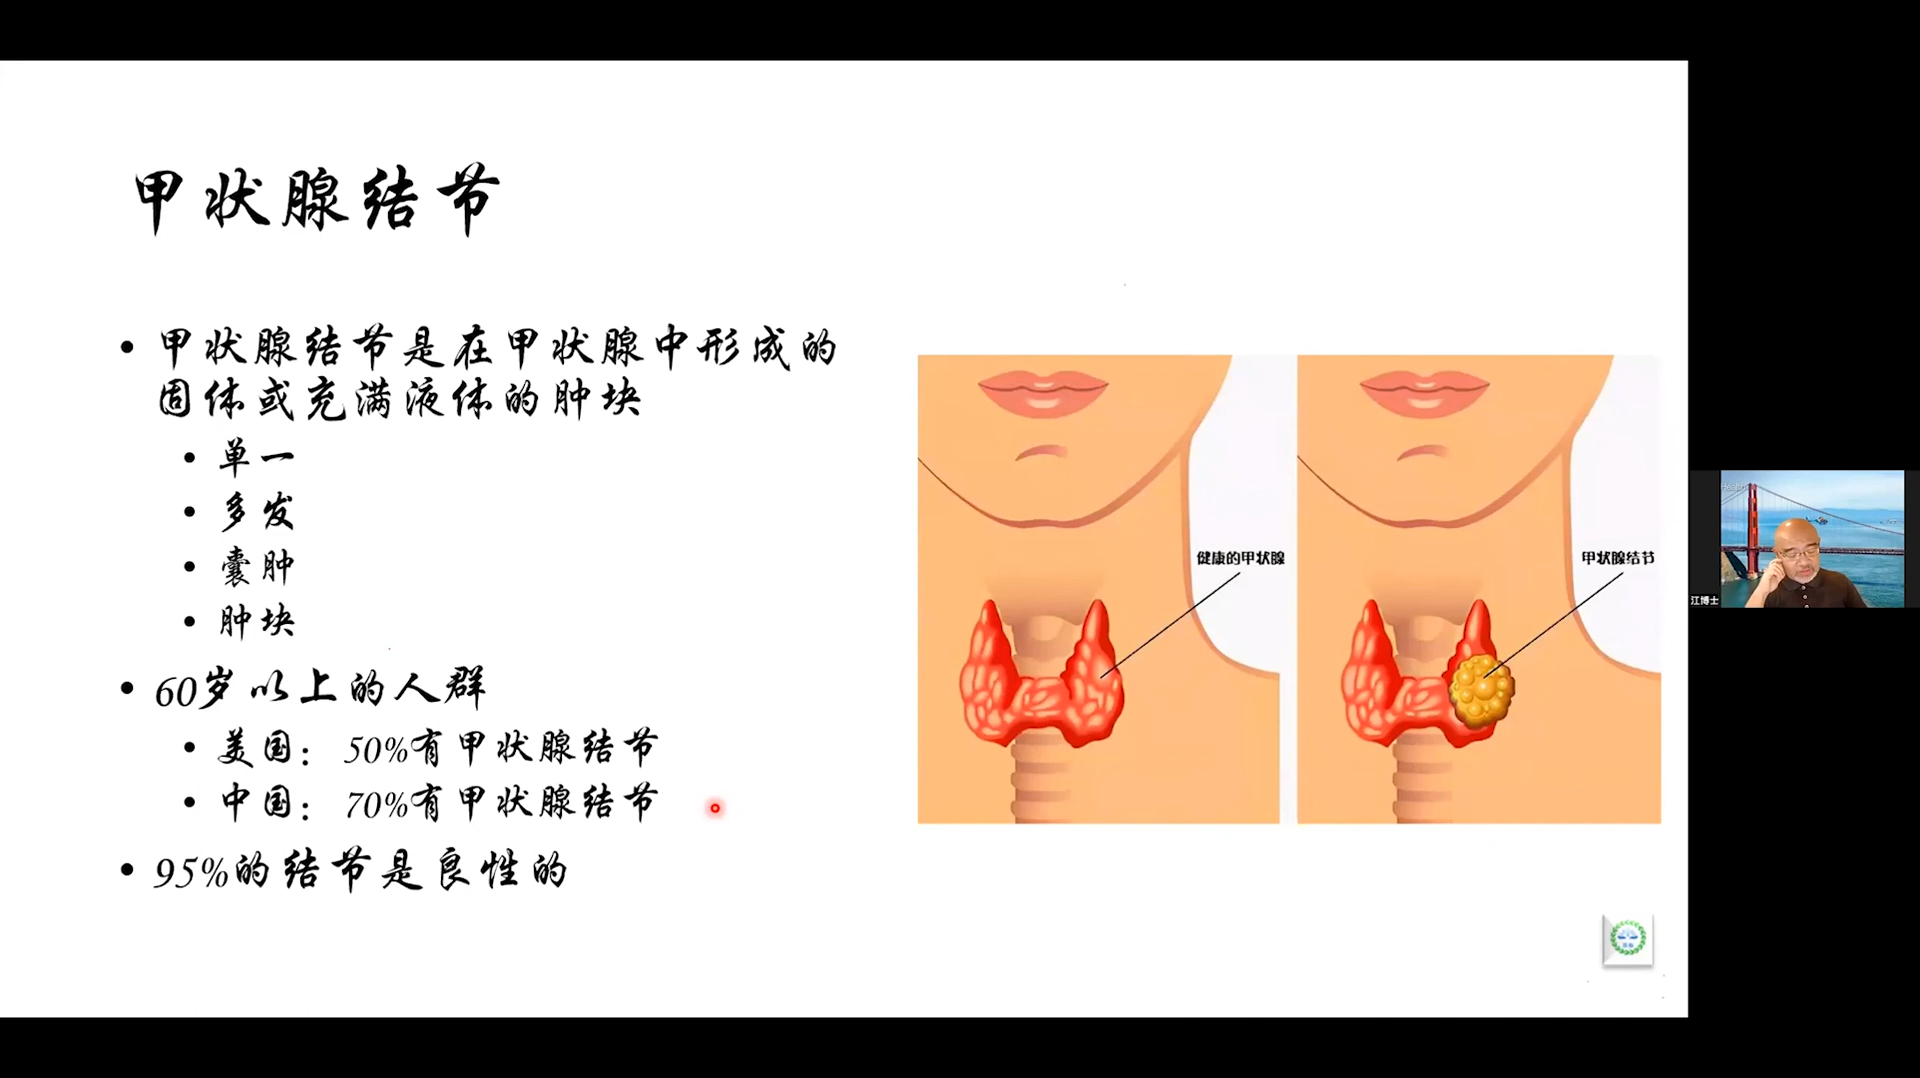 甲状腺结节
• 甲状腺结节是在甲状腺中形成的
固体或充满液体的肿块
• 单一
• 多发
• 囊肿
• 肿块
• 60岁以上的人群
• 美国：50%有甲状腺结节
• 中国：70%有甲状腺结节
• 95%的结节是良性的
健康的甲状腺
甲状腺结节
江博士